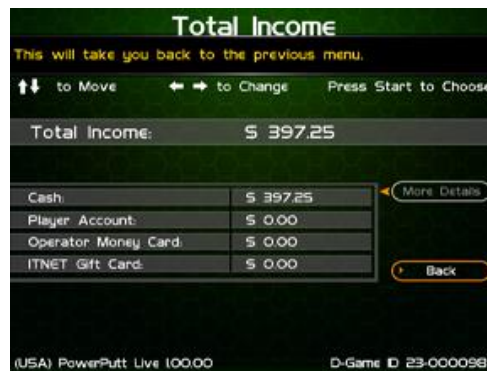 Total Income
This will take you back to the previous menu.
↑↓ to Move ← → to Change Press Start to Choose
Total Income: $ 397.25
More Details
Cash: $ 397.25
Player Account: $ 0.00
Operator Money Card: $ 0.00
ITNET Gift Card: $ 0.00
Back
(USA) PowerPutt Live 1.00.00 D-Game ID 23-000098